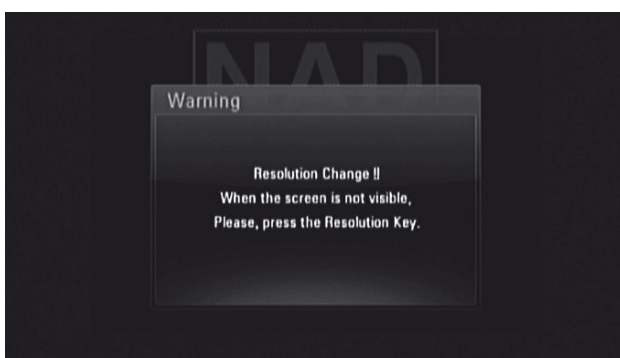 NAD
Warning
Resolution Change !!
When the screen is not visible,
Please, press the Resolution Key.